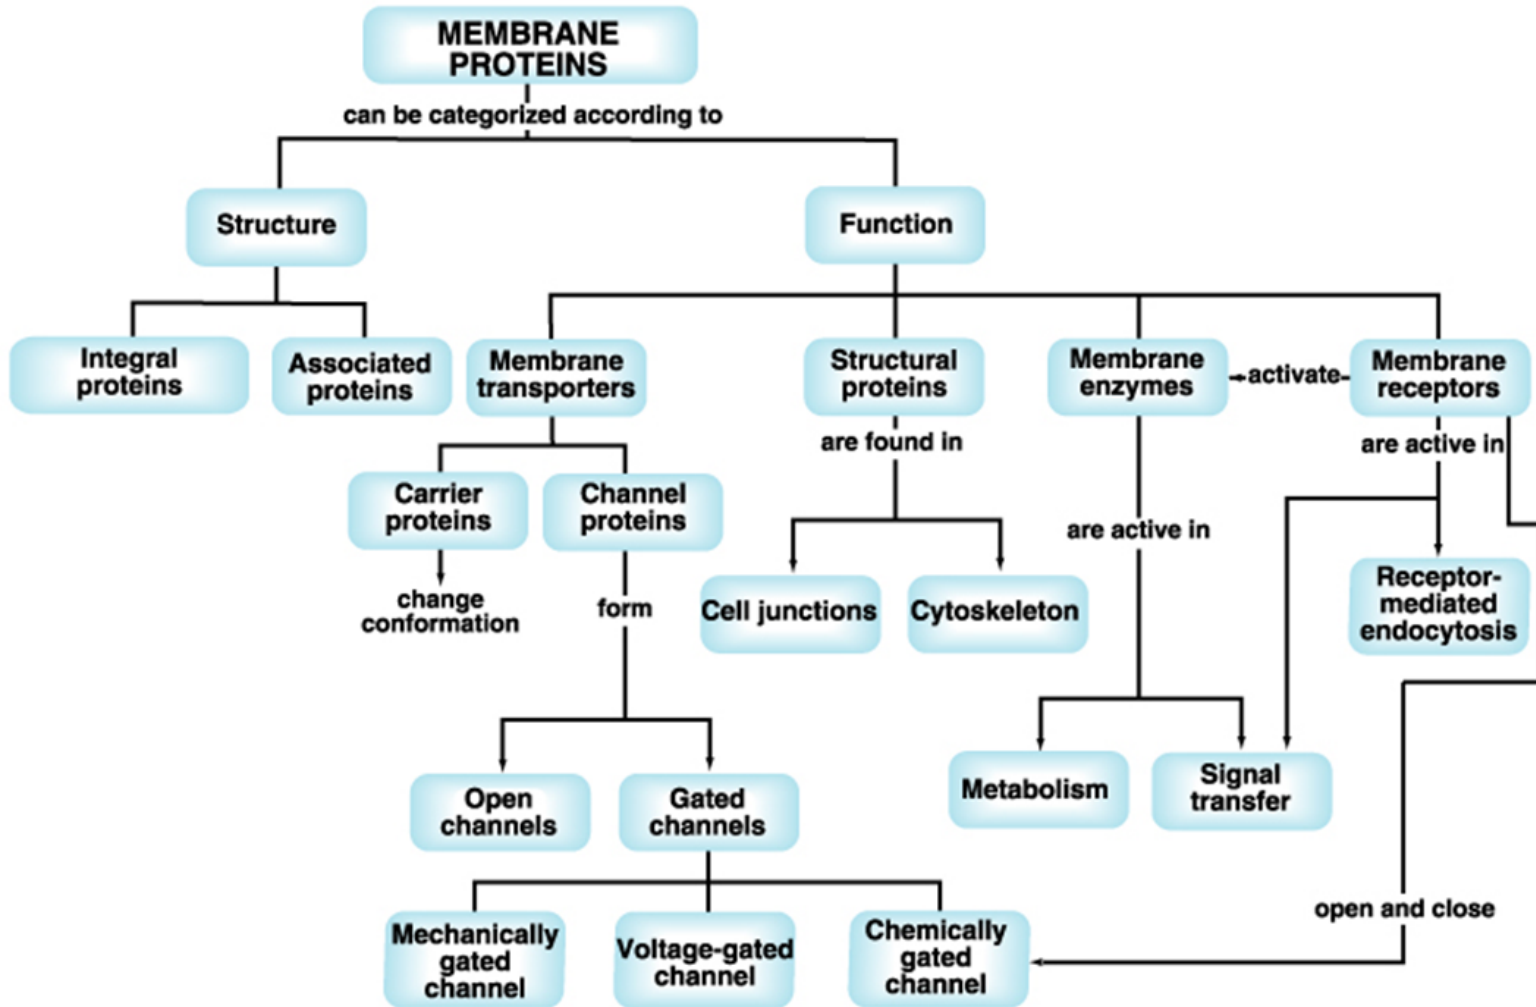 MEMBRANE
PROTEINS
can be categorized according to
Structure
Function
Integral
proteins
Associated
proteins
Membrane
transporters
Structural
proteins
Membrane
enzymes
activate
Membrane
receptors
are found in
are active in
Carrier
proteins
Channel
proteins
are active in
change
conformation
form
Cell junctions
Cytoskeleton
Receptor-
mediated
endocytosis
Open
channels
Gated
channels
Metabolism
Signal
transfer
open and close
Mechanically
gated
channel
Voltage-gated
channel
Chemically
gated
channel